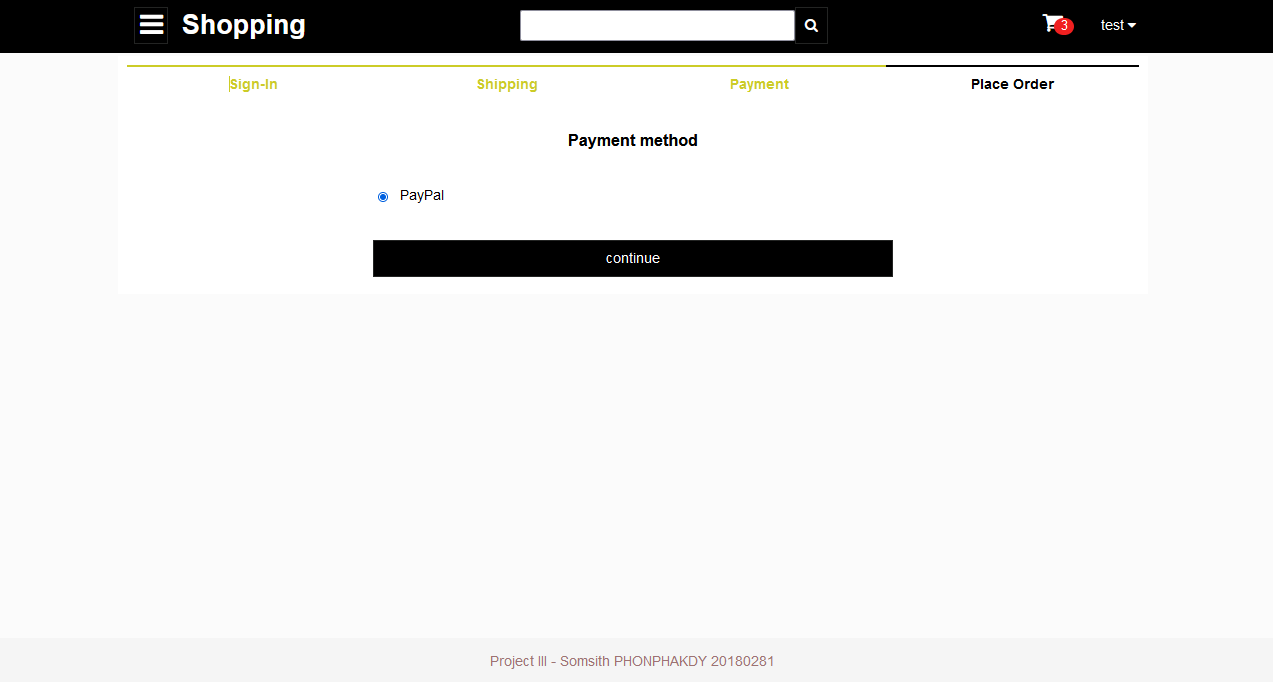 Shopping
3
test
Sign-In
Shipping
Payment
Place Order
Payment method
PayPal
continue
Project III - Somsith PHONPHAKDY 20180281